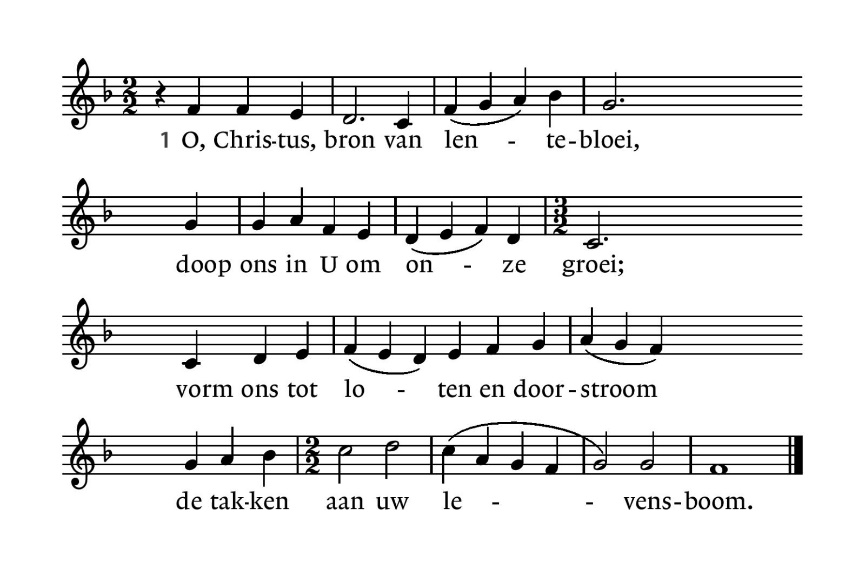 1 O, Chris-tus, bron van len - te-bloei,
doop ons in U om on - ze groei;
vorm ons tot lo - ten en door-stroom
de tak-ken aan uw le - - vens-boom.